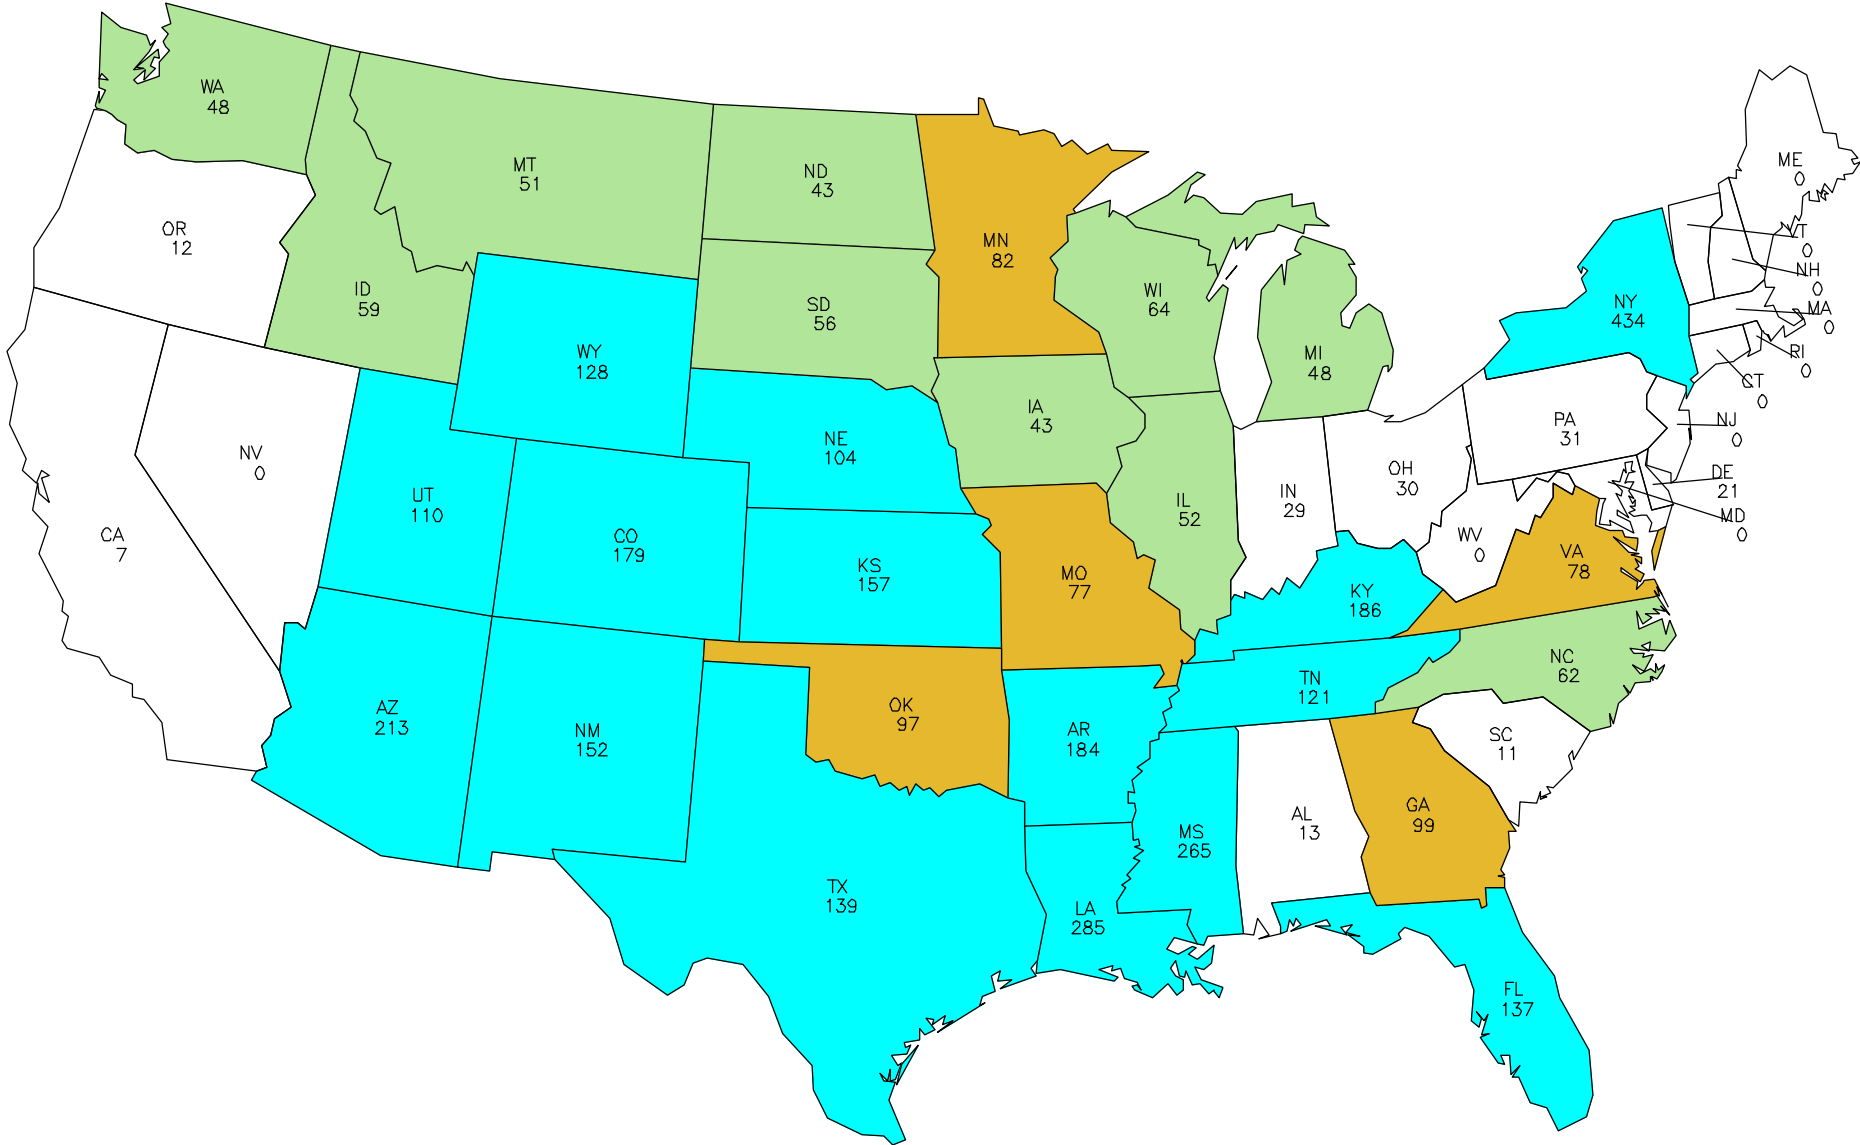 WA
48
MT
51
ND
43
MN
82
ME
0
OR
12
ID
59
SD
56
WI
64
MI
48
NY
434
T
0
NH
0
MA
0
RI
0
CT
0
WY
128
IA
43
PA
31
NJ
0
NV
0
NE
104
OH
30
DE
21
MD
0
UT
110
CO
179
IL
52
IN
29
WV
0
VA
78
CA
7
KS
157
MO
77
KY
186
NC
62
TN
121
AZ
213
NM
152
OK
97
AR
184
SC
11
MS
265
AL
13
GA
99
TX
139
LA
285
FL
137